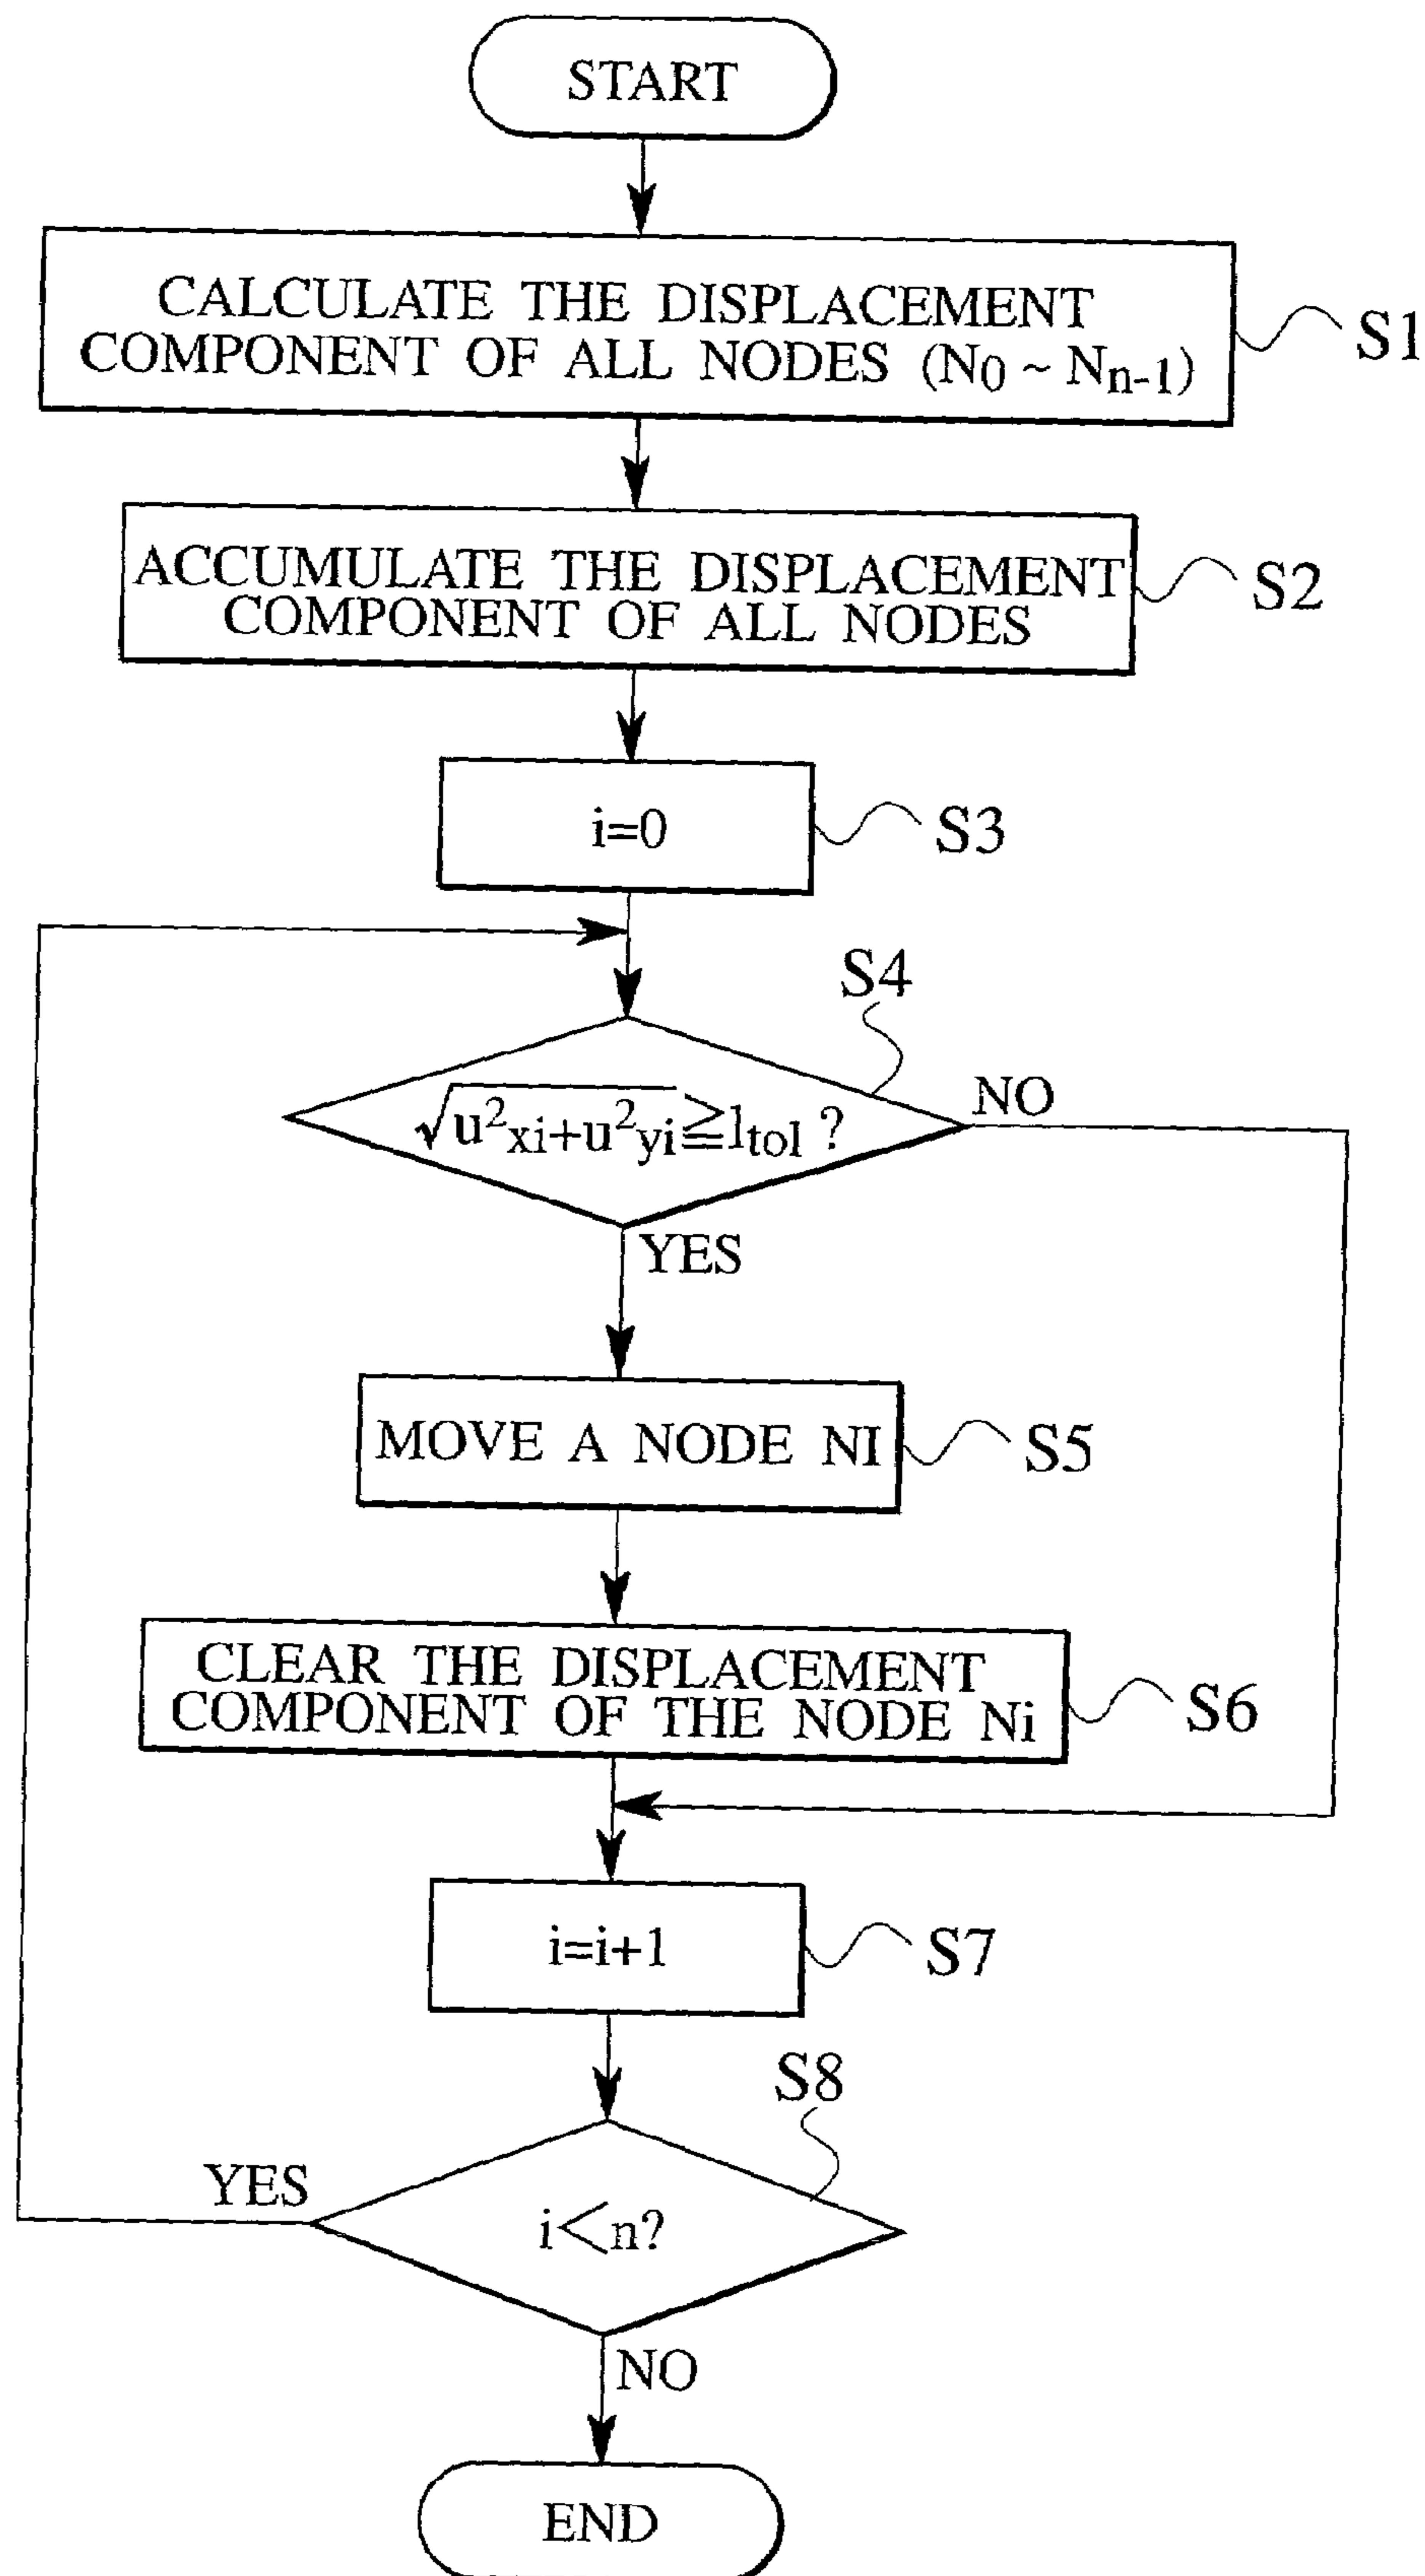 START
CALCULATE THE DISPLACEMENT
COMPONENT OF ALL NODES (N0 ~ Nn-1)
S1
ACCUMULATE THE DISPLACEMENT
COMPONENT OF ALL NODES
S2
i=0
S3
S4
√u²xi+u²yi≧ltol ?
NO
YES
MOVE A NODE NI
S5
CLEAR THE DISPLACEMENT
COMPONENT OF THE NODE Ni
S6
i=i+1
S7
S8
YES
i<n?
NO
END